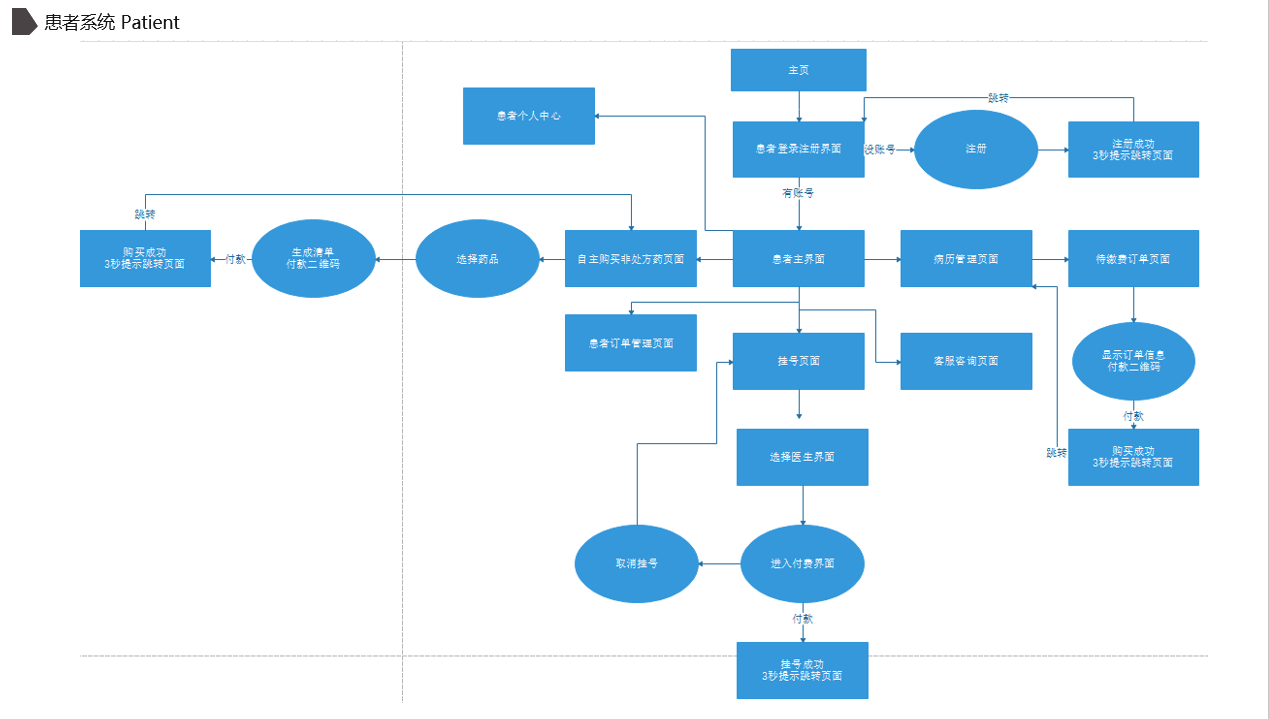 患者系统 Patient
主页
患者个人中心
跳转
患者登录注册界面
没账号
注册
注册成功
3秒提示跳转页面
有账号
跳转
购买成功
3秒提示跳转页面
付款
生成清单
付款二维码
选择药品
自主购买非处方药页面
患者主界面
病历管理页面
待缴费订单页面
患者订单管理页面
挂号页面
客服咨询页面
显示订单信息
付款二维码
付款
跳转
购买成功
3秒提示跳转页面
选择医生界面
取消挂号
进入付费界面
付款
挂号成功
3秒提示跳转页面